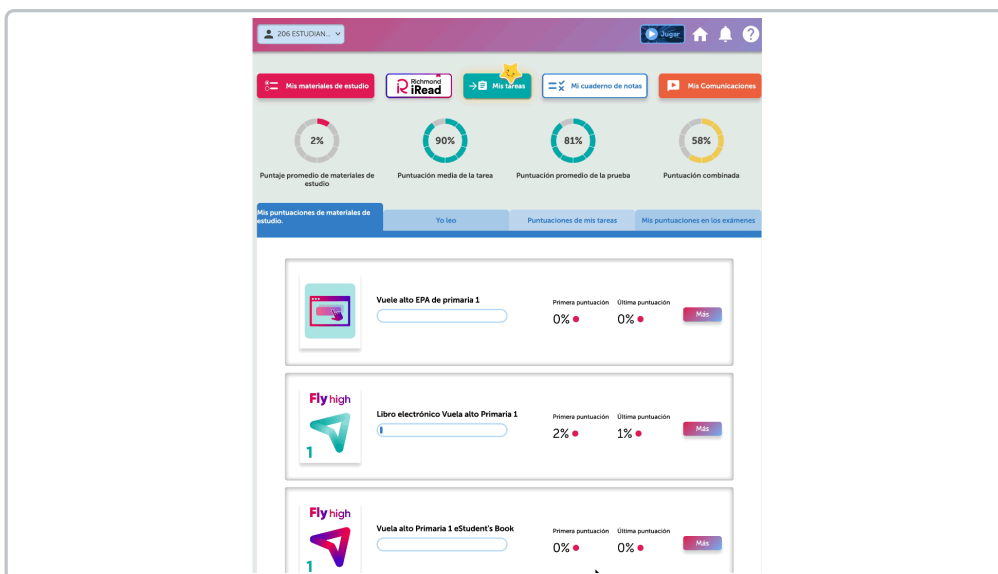 206 ESTUDIAN...
Jugar
Mis materiales de estudio
Richmond
iRead
Mis tareas
Mi cuaderno de notas
Mis Comunicaciones
2%
90%
81%
58%
Puntaje promedio de materiales de
estudio
Puntuación media de la tarea
Puntuación promedio de la prueba
Puntuación combinada
Mis puntuaciones de materiales de
estudio.
Yo leo
Puntuaciones de mis tareas
Mis puntuaciones en los exámenes
Vuele alto EPA de primaria 1
Primera puntuación
Última puntuación
0%
0%
Más
Fly high
1
Libro electrónico Vuela alto Primaria 1
Primera puntuación
Última puntuación
2%
1%
Más
Fly high
1
Vuela alto Primaria 1 eStudent's Book
Primera puntuación
Última puntuación
0%
0%
Más